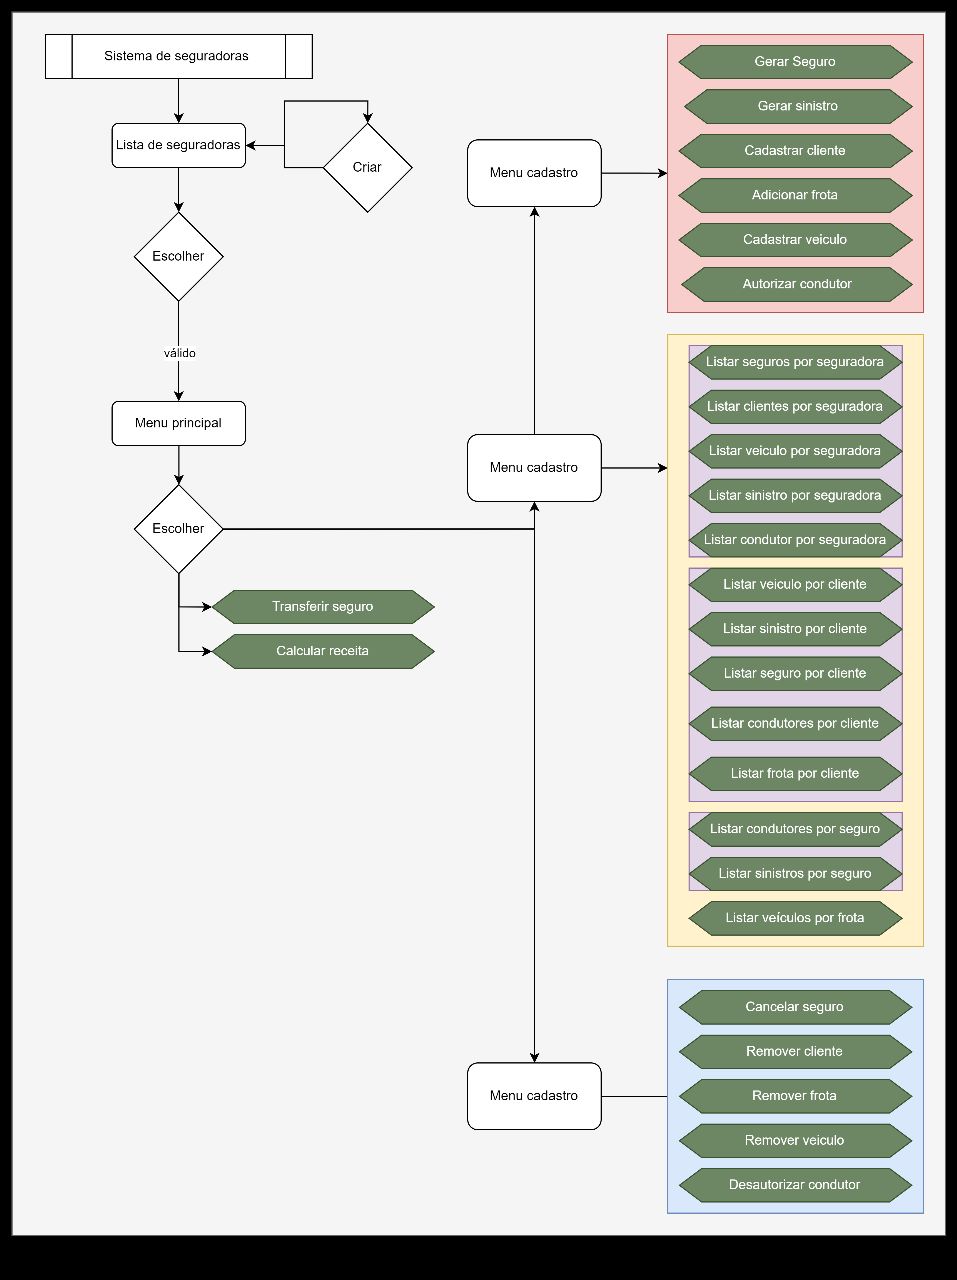 Sistema de seguradoras
Lista de seguradoras
Criar
Escolher
válido
Menu principal
Escolher
Transferir seguro
Calcular receita
Menu cadastro
Gerar Seguro
Gerar sinistro
Cadastrar cliente
Adicionar frota
Cadastrar veiculo
Autorizar condutor
Menu cadastro
Listar seguros por seguradora
Listar clientes por seguradora
Listar veiculo por seguradora
Listar sinistro por seguradora
Listar condutor por seguradora
Listar veiculo por cliente
Listar sinistro por cliente
Listar seguro por cliente
Listar condutores por cliente
Listar frota por cliente
Listar condutores por seguro
Listar sinistros por seguro
Listar veículos por frota
Menu cadastro
Cancelar seguro
Remover cliente
Remover frota
Remover veiculo
Desautorizar condutor